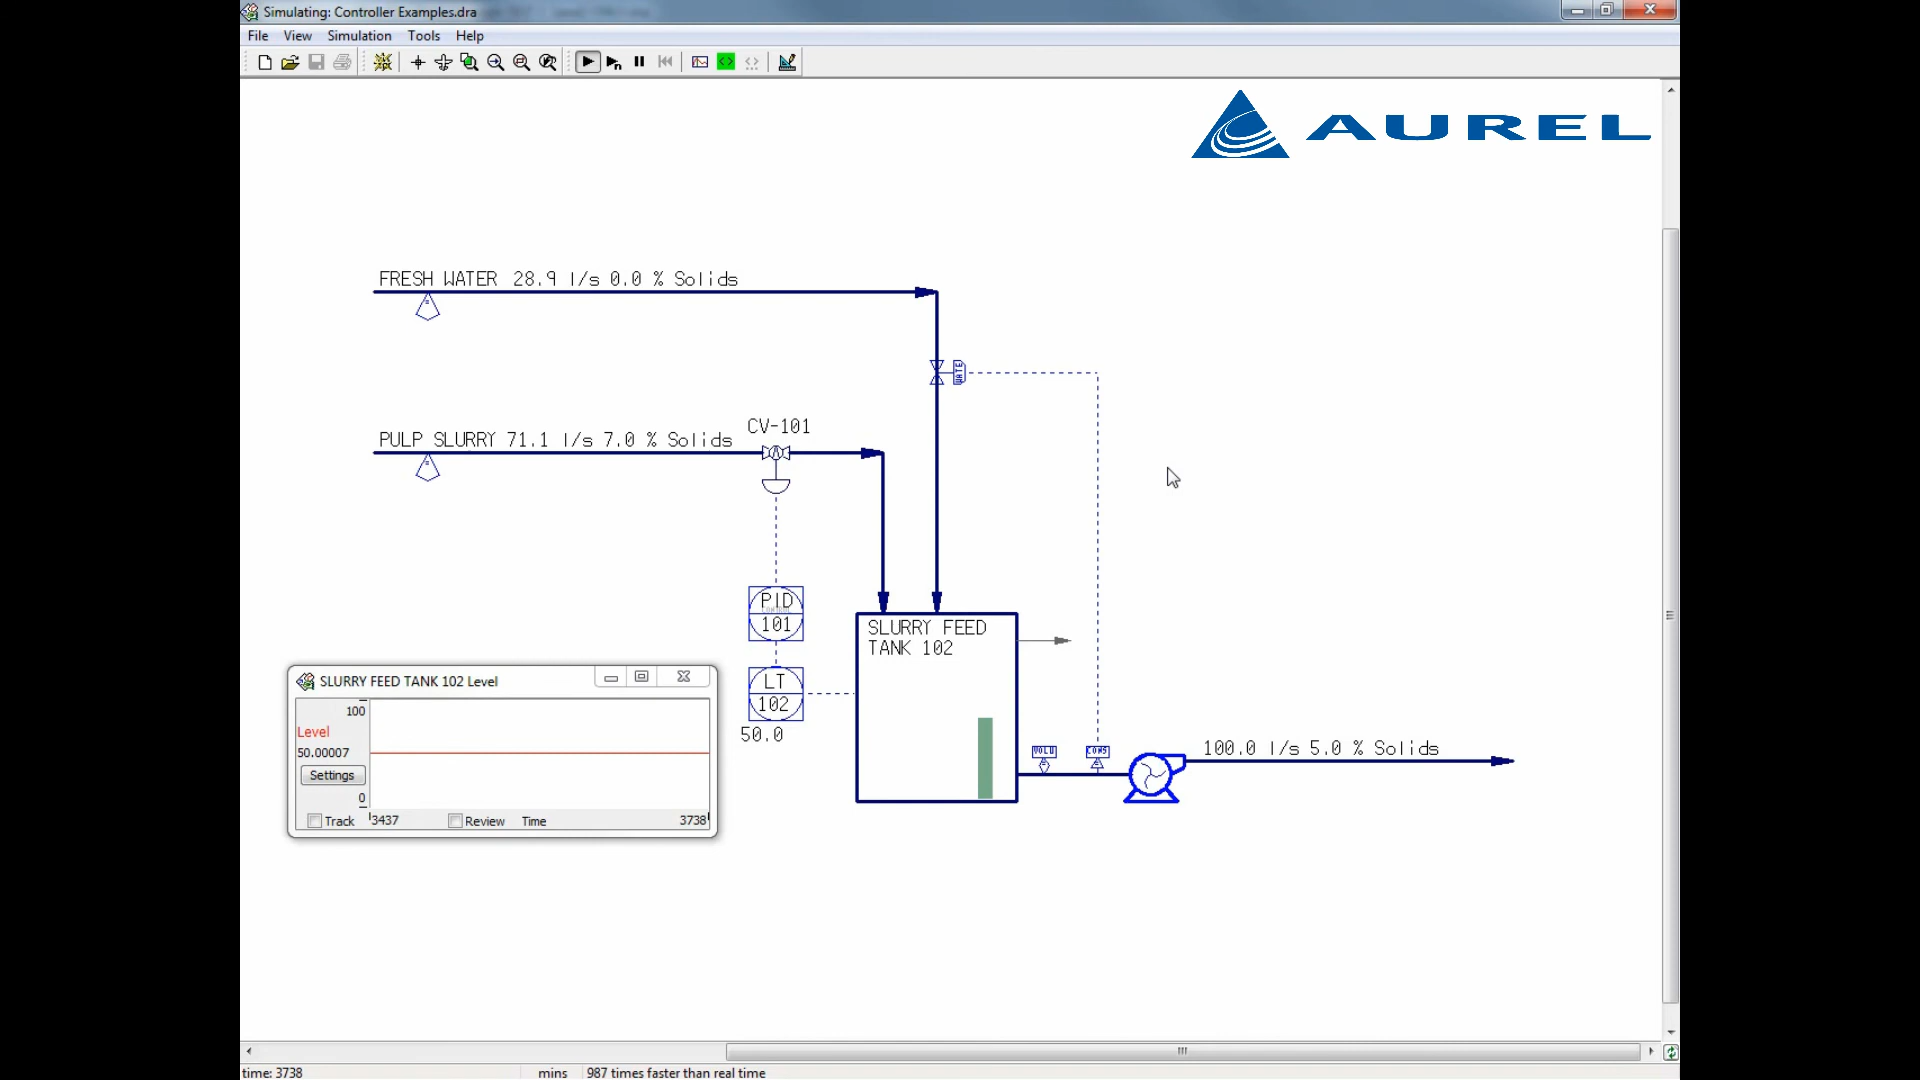 Simulating: Controller Examples.dra
File View Simulation Tools Help
AUREL
FRESH WATER 28.9 l/s 0.0 % Solids
WATE
CV-101
PULP SLURRY 71.1 l/s 7.0 % Solids
PID
101
SLURRY FEED
TANK 102
LT
102
50.0
SLURRY FEED TANK 102 Level
100
Level
50.00007
Settings
0
Track 3437 Review Time 3738
VOLU
CONS
100.0 l/s 5.0 % Solids
time: 3738 mins 987 times faster than real time